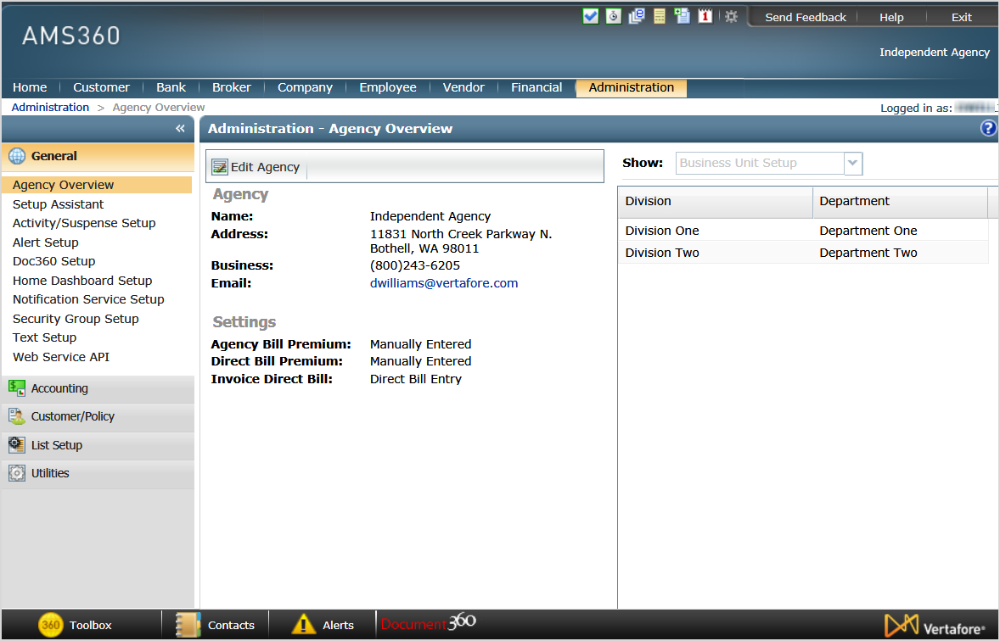 Send Feedback Help Exit
AMS360
Independent Agency
Home Customer Bank Broker Company Employee Vendor Financial Administration
Administration > Agency Overview
Logged in as:
«
Administration - Agency Overview
?
General
Agency Overview
Setup Assistant
Activity/Suspense Setup
Alert Setup
Doc360 Setup
Home Dashboard Setup
Notification Service Setup
Security Group Setup
Text Setup
Web Service API
Accounting
Customer/Policy
List Setup
Utilities
Edit Agency
Agency
Name: Independent Agency
Address: 11831 North Creek Parkway N.
Bothell, WA 98011
Business: (800)243-6205
Email: dwilliams@vertafore.com
Settings
Agency Bill Premium: Manually Entered
Direct Bill Premium: Manually Entered
Invoice Direct Bill: Direct Bill Entry
Show: Business Unit Setup
Division Department
Division One Department One
Division Two Department Two
360 Toolbox Contacts Alerts Document360 Vertafore®